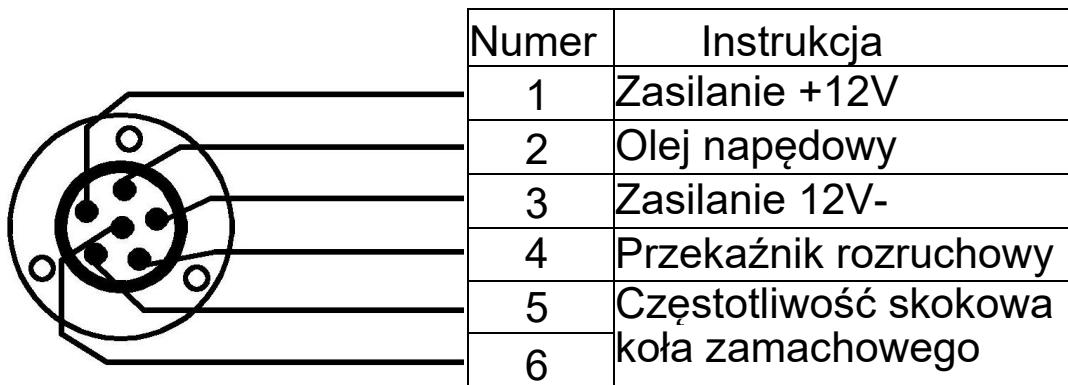 Numer Instrukcja
1 Zasilanie +12V
2 Olej napędowy
3 Zasilanie 12V-
4 Przekaźnik rozruchowy
5 Częstotliwość skokowa
6 koła zamachowego